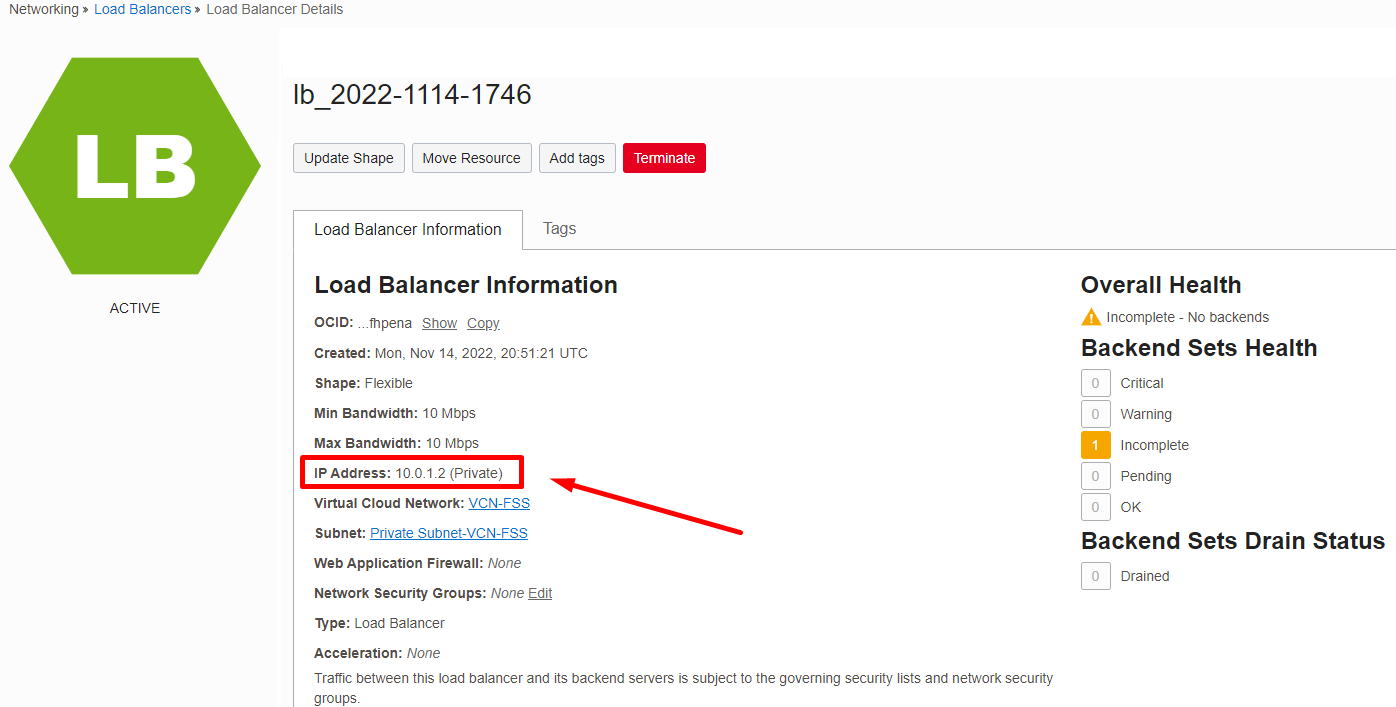 Networking » Load Balancers » Load Balancer Details
LB
ACTIVE
lb_2022-1114-1746
Update Shape Move Resource Add tags Terminate
Load Balancer Information Tags
Load Balancer Information
OCID: ...fhpena Show Copy
Created: Mon, Nov 14, 2022, 20:51:21 UTC
Shape: Flexible
Min Bandwidth: 10 Mbps
Max Bandwidth: 10 Mbps
IP Address: 10.0.1.2 (Private)
Virtual Cloud Network: VCN-FSS
Subnet: Private Subnet-VCN-FSS
Web Application Firewall: None
Network Security Groups: None Edit
Type: Load Balancer
Acceleration: None
Traffic between this load balancer and its backend servers is subject to the governing security lists and network security
groups.
Overall Health
Incomplete - No backends
Backend Sets Health
0 Critical
0 Warning
1 Incomplete
0 Pending
0 OK
Backend Sets Drain Status
0 Drained